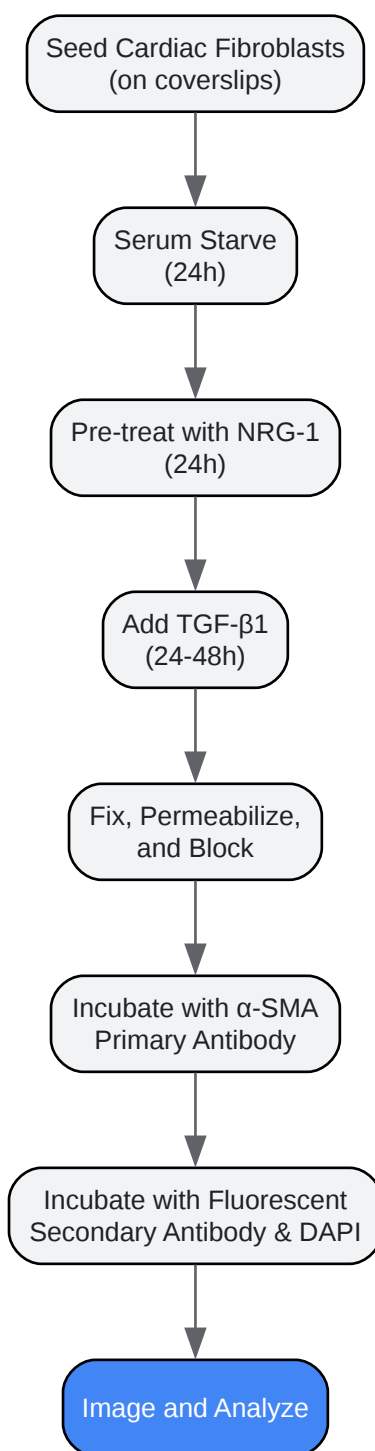 Seed Cardiac Fibroblasts
(on coverslips)
Serum Starve
(24h)
Pre-treat with NRG-1
(24h)
Add TGF-β1
(24-48h)
Fix, Permeabilize,
and Block
Incubate with α-SMA
Primary Antibody
Incubate with Fluorescent
Secondary Antibody & DAPI
Image and Analyze